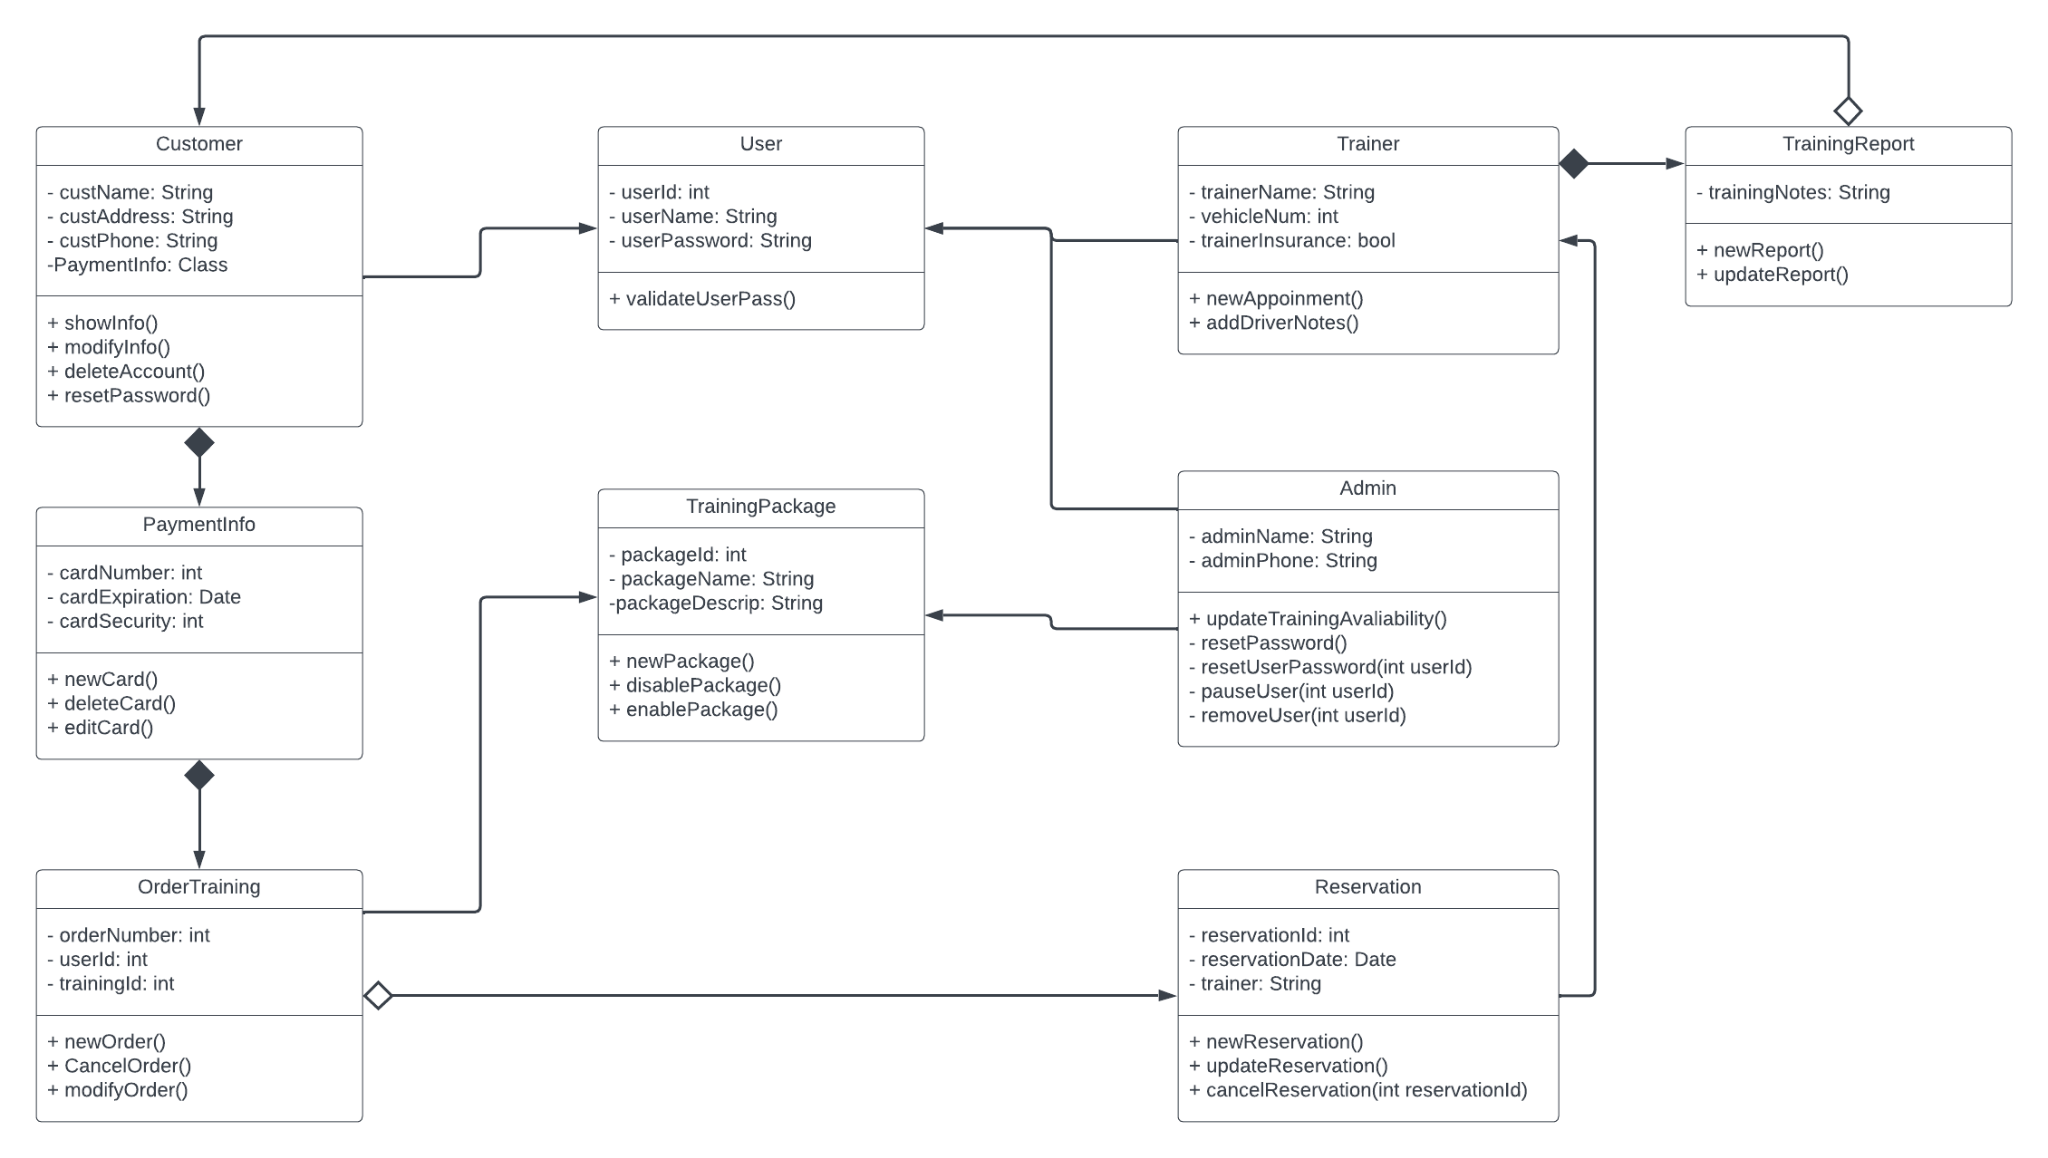 Customer
- custName: String
- custAddress: String
- custPhone: String
-PaymentInfo: Class
+ showInfo()
+ modifyInfo()
+ deleteAccount()
+ resetPassword()
User
- userId: int
- userName: String
- userPassword: String
+ validateUserPass()
Trainer
- trainerName: String
- vehicleNum: int
- trainerInsurance: bool
+ newAppoinment()
+ addDriverNotes()
TrainingReport
- trainingNotes: String
+ newReport()
+ updateReport()
PaymentInfo
- cardNumber: int
- cardExpiration: Date
- cardSecurity: int
+ newCard()
+ deleteCard()
+ editCard()
TrainingPackage
- packageId: int
- packageName: String
-packageDescrip: String
+ newPackage()
+ disablePackage()
+ enablePackage()
Admin
- adminName: String
- adminPhone: String
+ updateTrainingAvaliability()
- resetPassword()
- resetUserPassword(int userId)
- pauseUser(int userId)
- removeUser(int userId)
OrderTraining
- orderNumber: int
- userId: int
- trainingId: int
+ newOrder()
+ CancelOrder()
+ modifyOrder()
Reservation
- reservationId: int
- reservationDate: Date
- trainer: String
+ newReservation()
+ updateReservation()
+ cancelReservation(int reservationId)